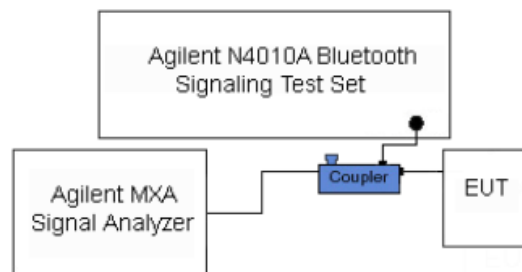 Agilent N4010A Bluetooth
Signaling Test Set
Coupler
Agilent MXA
Signal Analyzer
EUT